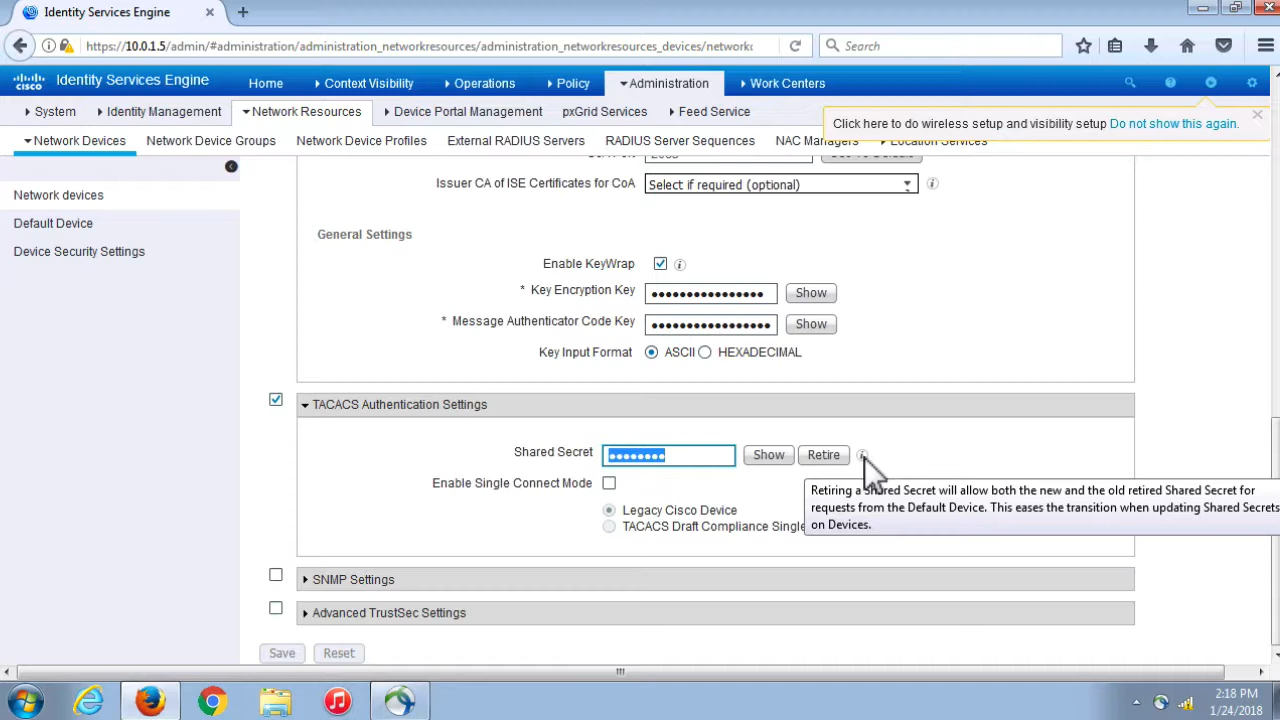 Identity Services Engine
https://10.0.1.5/admin/#administration/administration_networkresources/administration_networkresources_devices/network
Search
CISCO
Identity Services Engine
Home
Context Visibility
Operations
Policy
Administration
Work Centers
System
Identity Management
Network Resources
Device Portal Management
pxGrid Services
Feed Service
Click here to do wireless setup and visibility setup Do not show this again.
Network Devices
Network Device Groups
Network Device Profiles
External RADIUS Servers
RADIUS Server Sequences
NAC Managers
Location Services
Network devices
Default Device
Device Security Settings
Issuer CA of ISE Certificates for CoA
Select if required (optional)
General Settings
Enable KeyWrap
* Key Encryption Key
Show
* Message Authenticator Code Key
Show
Key Input Format
ASCII
HEXADECIMAL
TACACS Authentication Settings
Shared Secret
Show
Retire
Enable Single Connect Mode
Retiring a Shared Secret will allow both the new and the old retired Shared Secret for
requests from the Default Device. This eases the transition when updating Shared Secrets
on Devices.
Legacy Cisco Device
TACACS Draft Compliance Single
SNMP Settings
Advanced TrustSec Settings
Save
Reset
2:18 PM
1/24/2018